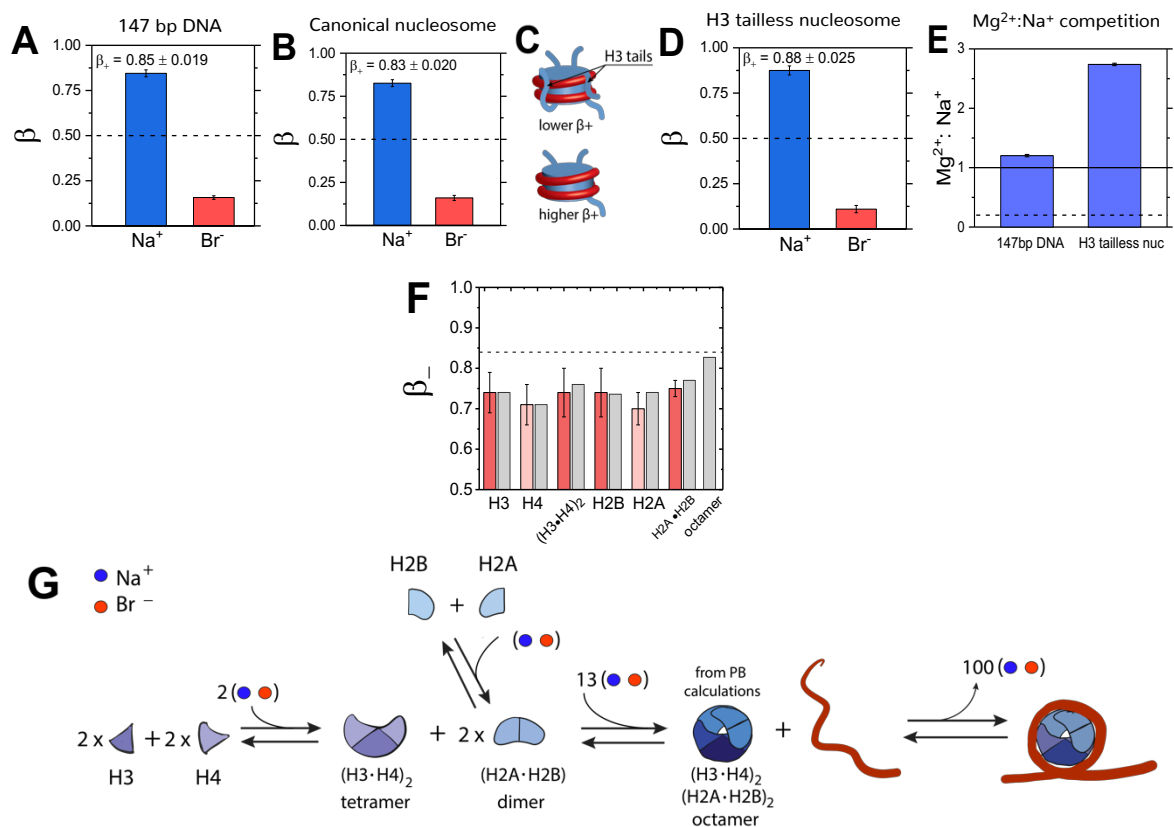 A
147 bp DNA
β
1.00
0.75
0.50
0.25
0.00
β₊ = 0.85 ± 0.019
Na⁺
Br⁻
B
Canonical nucleosome
β
1.00
0.75
0.50
0.25
0.00
β₊ = 0.83 ± 0.020
Na⁺
Br⁻
C
H3 tails
lower β+
higher β+
D
H3 tailless nucleosome
β
1.00
0.75
0.50
0.25
0.00
β₊ = 0.88 ± 0.025
Na⁺
Br⁻
E
Mg²⁺:Na⁺ competition
Mg²⁺: Na⁺
3
2
1
0
147bp DNA
H3 tailless nuc
F
β₋
1.0
0.9
0.8
0.7
0.6
0.5
H3
H4
(H3•H4)₂
H2B
H2A
H2A•H2B
octamer
G
Na⁺
Br⁻
H2B
H2A
+
( )
2 ( )
13 ( )
from PB
calculations
100 ( )
2 x
+ 2 x
+
2 x
+
H3
H4
(H3·H4)₂
tetramer
(H2A·H2B)
dimer
(H3·H4)₂
(H2A·H2B)₂
octamer